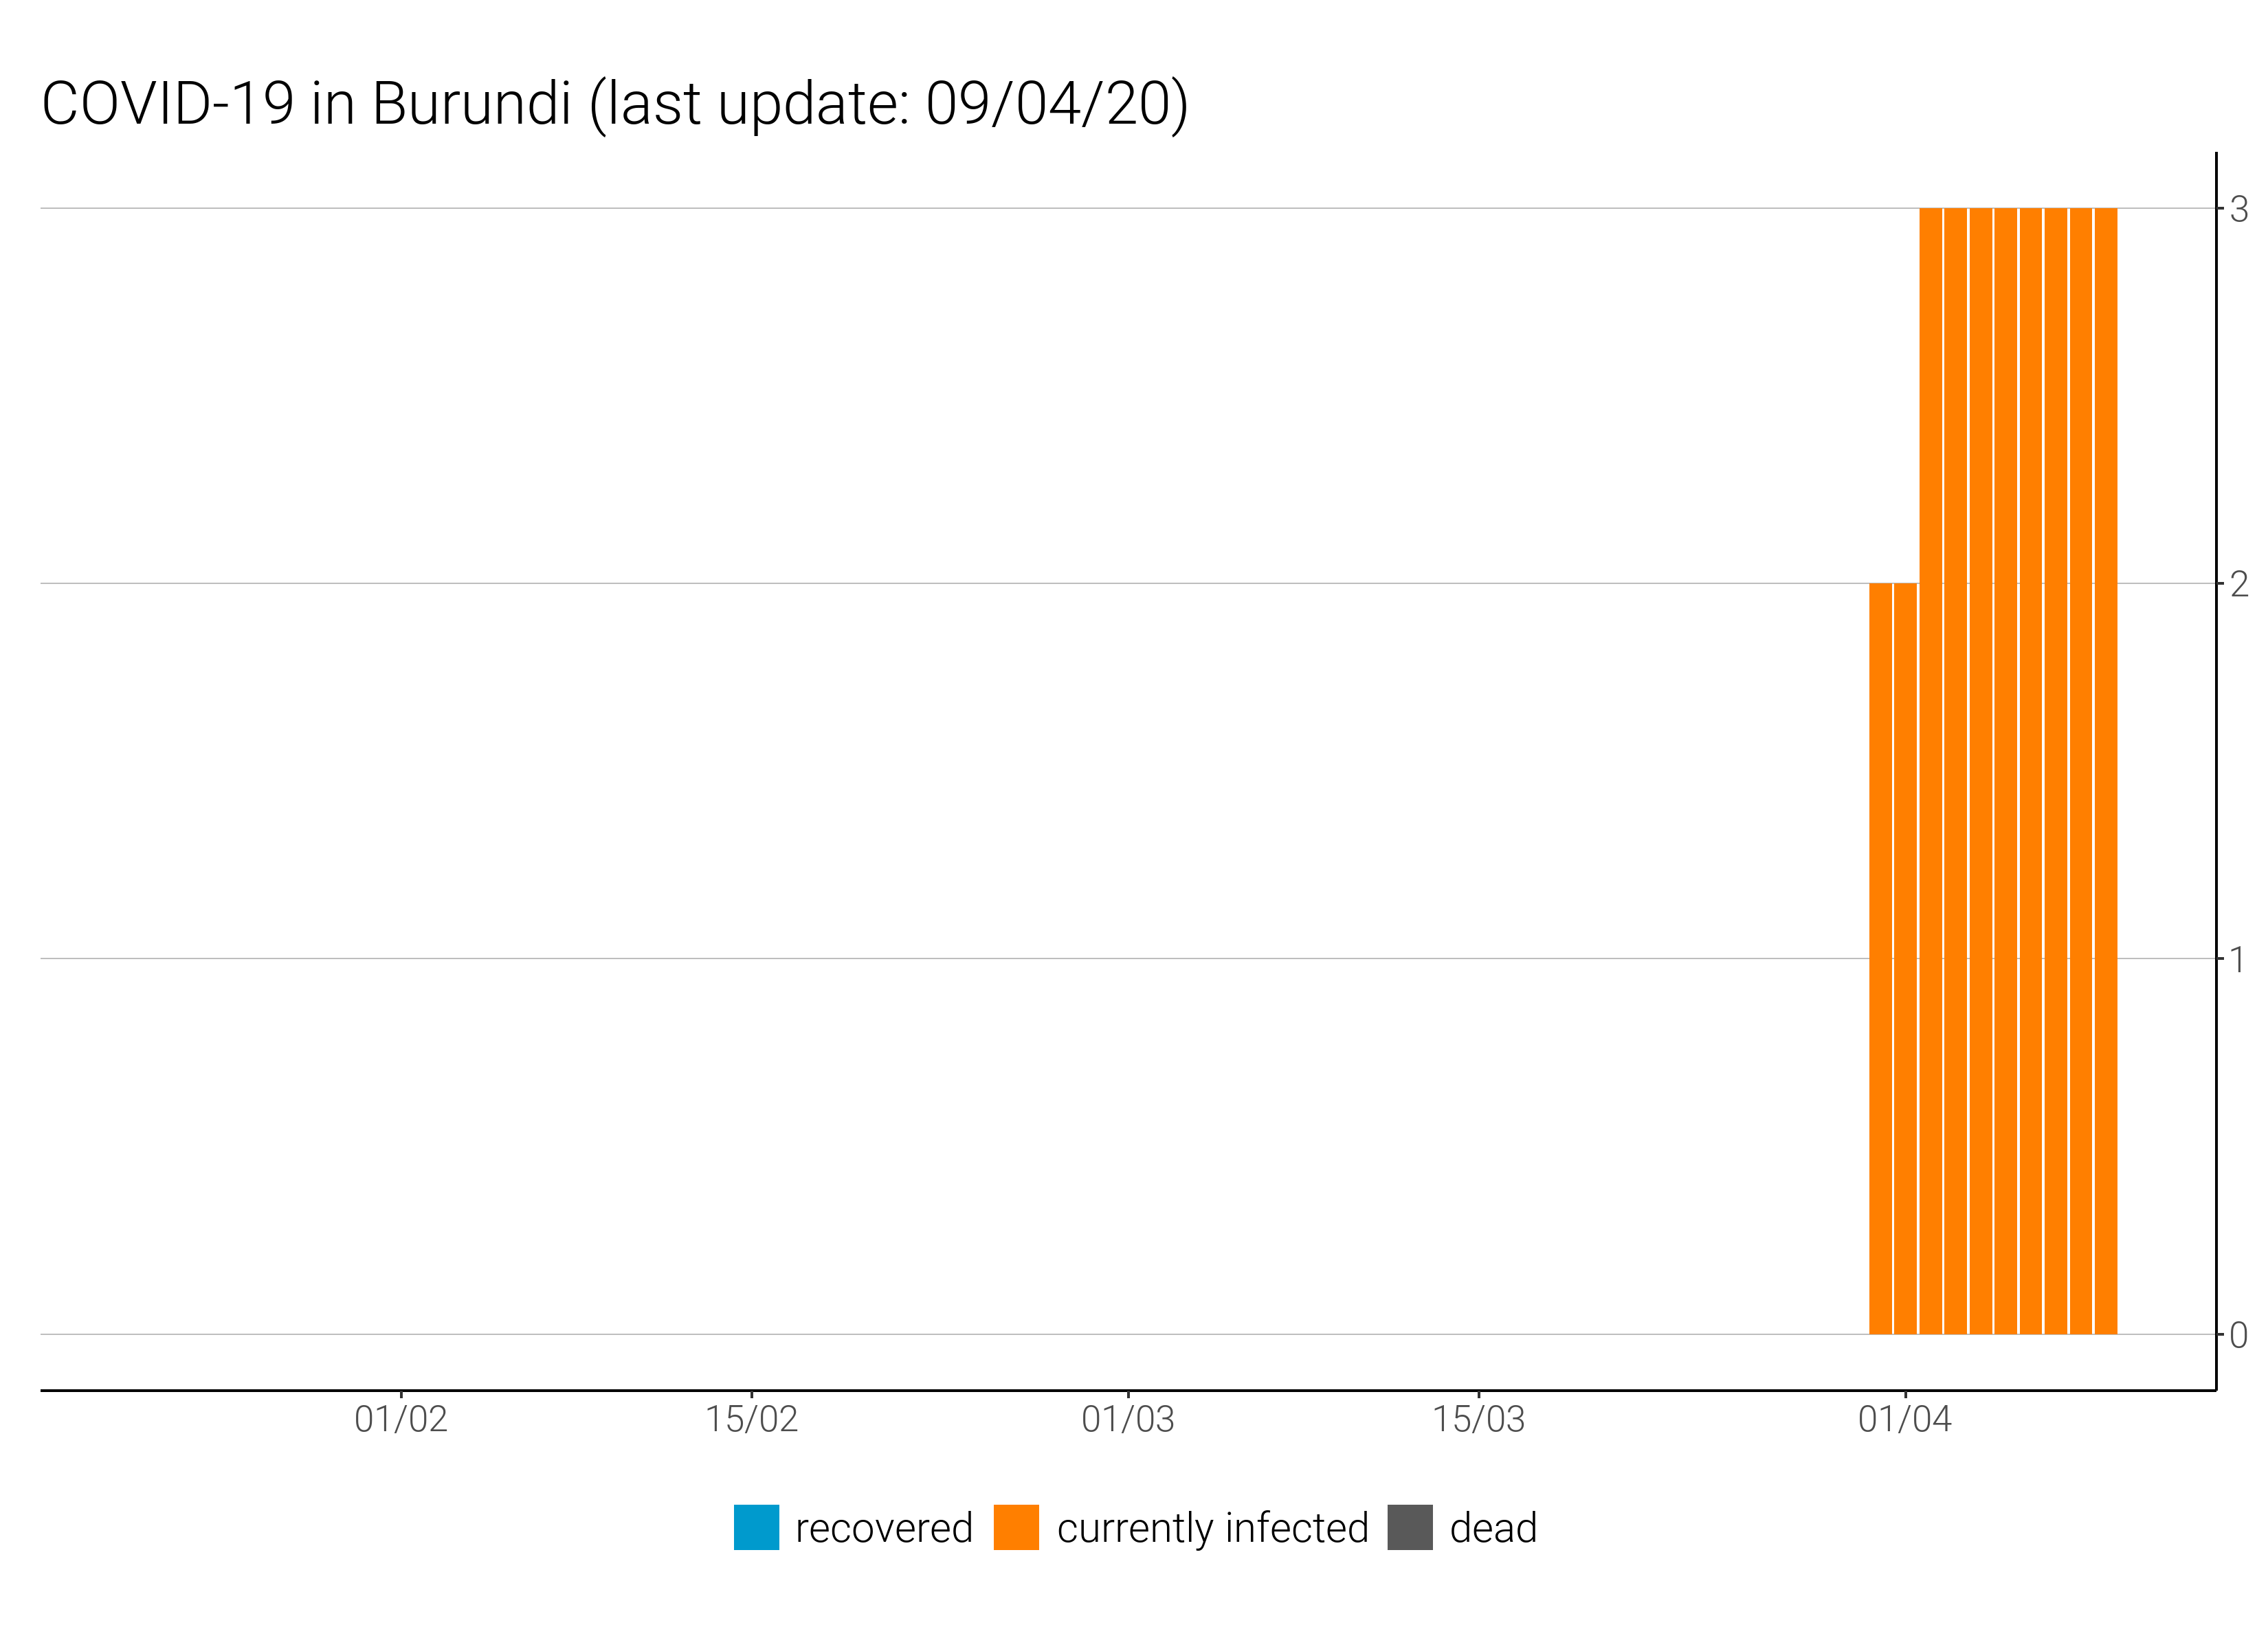 COVID-19 in Burundi (last update: 09/04/20)
3
2
1
0
01/02 15/02 01/03 15/03 01/04
recovered currently infected dead